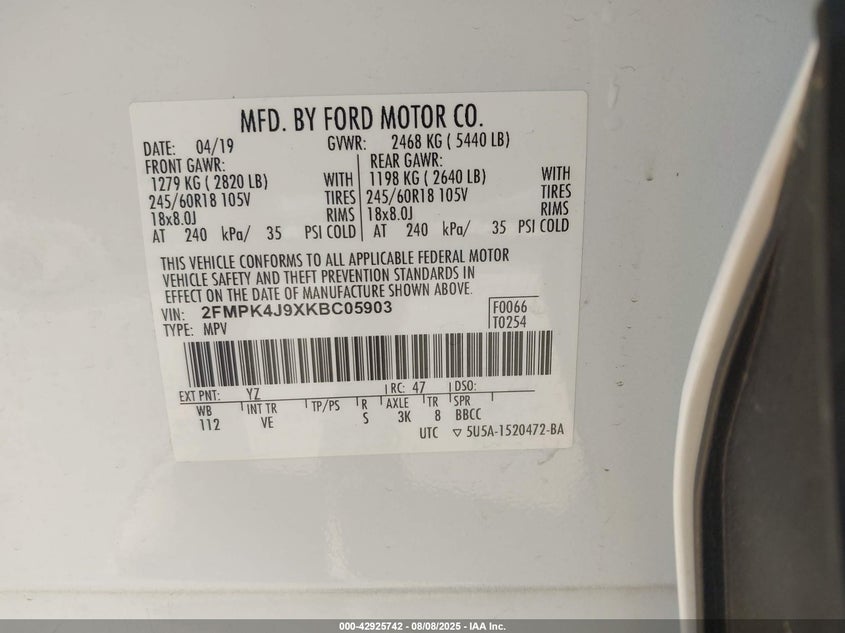 MFD. BY FORD MOTOR CO.
DATE: 04/19 GVWR: 2468 KG ( 5440 LB)
FRONT GAWR: REAR GAWR:
1279 KG ( 2820 LB) WITH 1198 KG ( 2640 LB) WITH
245/60R18 105V TIRES 245/60R18 105V TIRES
18x8.0J RIMS 18x8.0J RIMS
AT 240 kPa/ 35 PSI COLD AT 240 kPa/ 35 PSI COLD
THIS VEHICLE CONFORMS TO ALL APPLICABLE FEDERAL MOTOR
VEHICLE SAFETY AND THEFT PREVENTION STANDARDS IN
EFFECT ON THE DATE OF MANUFACTURE SHOWN ABOVE.
VIN: 2FMPK4J9XKBC05903 F0066
TYPE: MPV T0254
EXT PNT: YZ RC: 47 DSO:
WB INT TR TP/PS R AXLE TR SPR
112 VE S 3K 8 BBCC
UTC ▽ 5U5A-1520472-BA
000-42925742 - 08/08/2025 - IAA Inc.